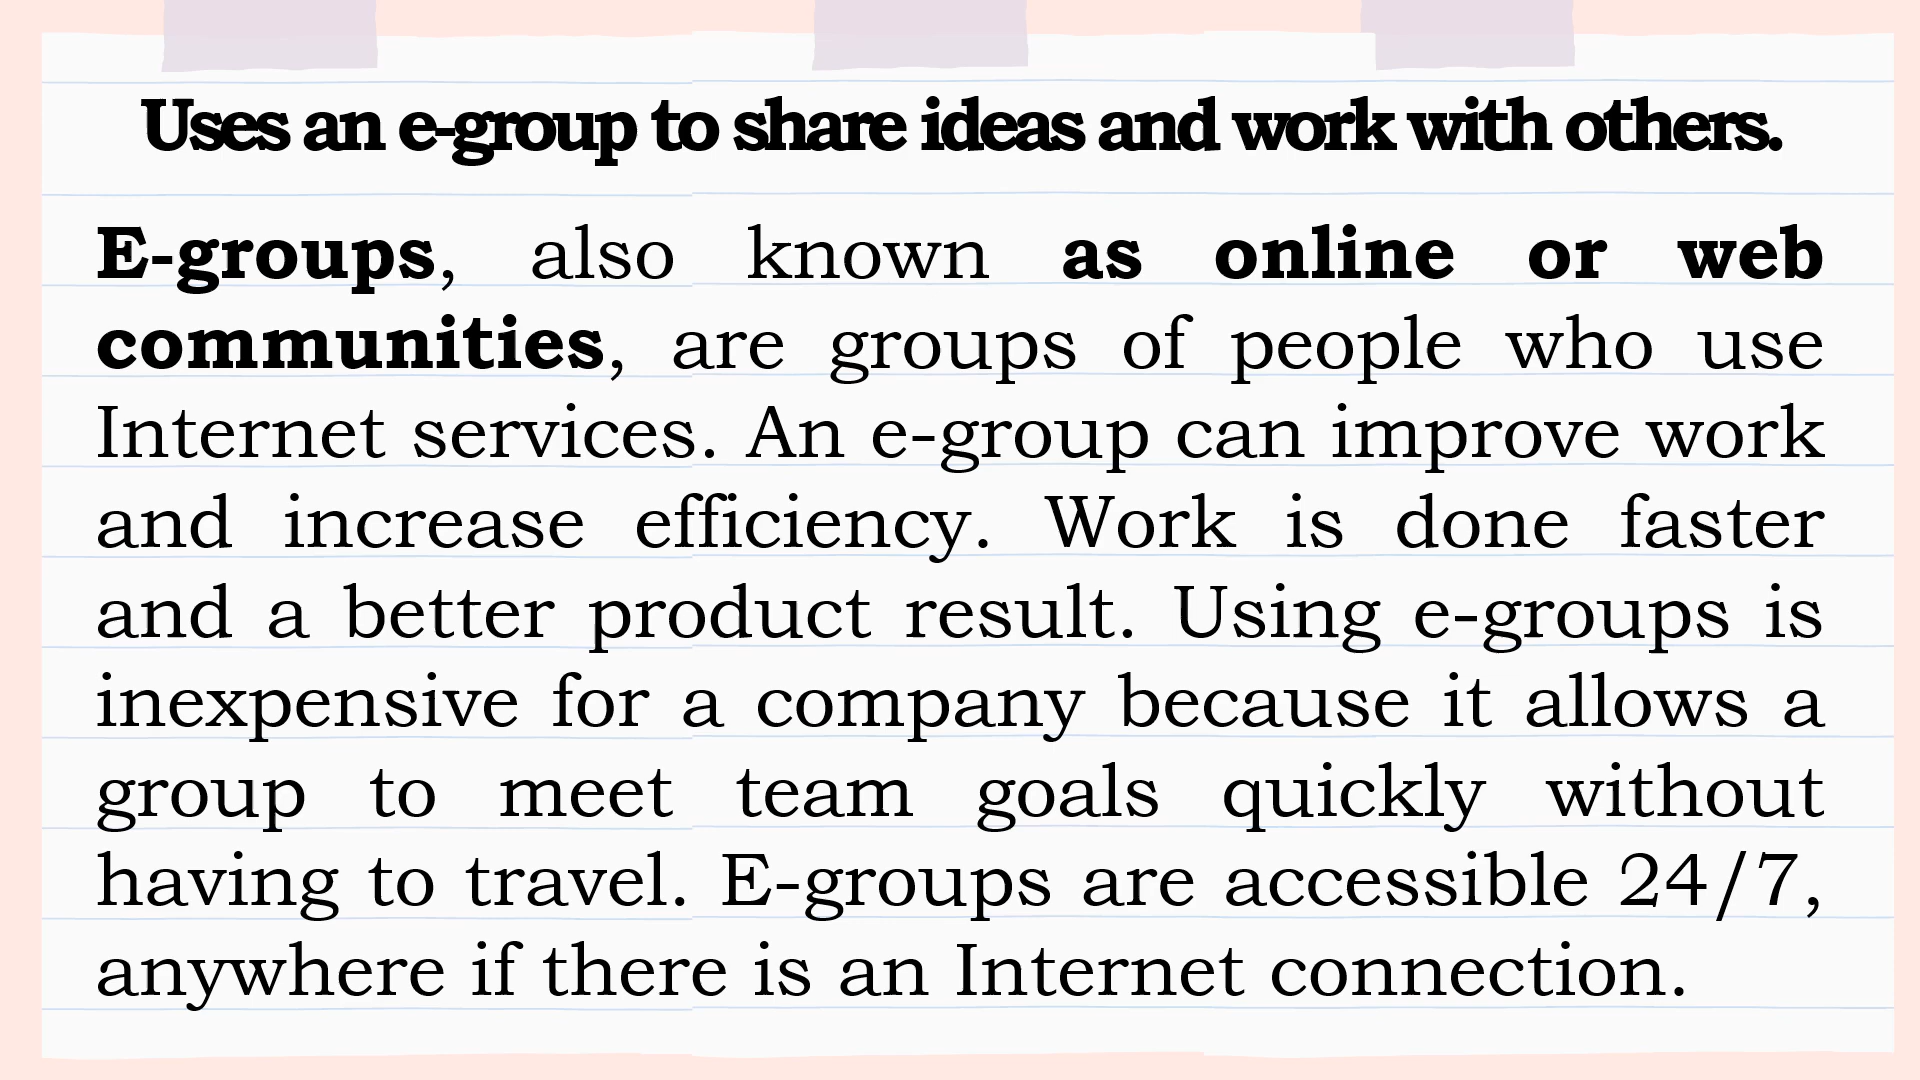 Uses an e-group to share ideas and work with others.
E-groups, also known as online or web
communities, are groups of people who use
Internet services. An e-group can improve work
and increase efficiency. Work is done faster
and a better product result. Using e-groups is
inexpensive for a company because it allows a
group to meet team goals quickly without
having to travel. E-groups are accessible 24/7,
anywhere if there is an Internet connection.